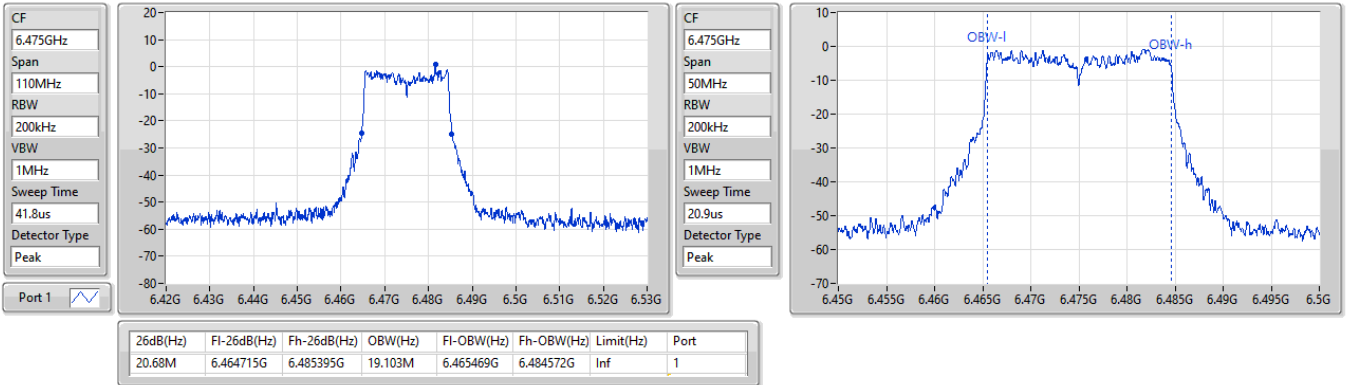 CF
6.475GHz
Span
110MHz
RBW
200kHz
VBW
1MHz
Sweep Time
41.8us
Detector Type
Peak
Port 1
20
10
0
-10
-20
-30
-40
-50
-60
-70
-80
6.42G 6.43G 6.44G 6.45G 6.46G 6.47G 6.48G 6.49G 6.5G 6.51G 6.52G 6.53G
CF
6.475GHz
Span
50MHz
RBW
200kHz
VBW
1MHz
Sweep Time
20.9us
Detector Type
Peak
10
0
-10
-20
-30
-40
-50
-60
-70
OBW-l
OBW-h
6.45G 6.455G 6.46G 6.465G 6.47G 6.475G 6.48G 6.485G 6.49G 6.495G 6.5G
26dB(Hz) Fl-26dB(Hz) Fh-26dB(Hz) OBW(Hz) Fl-OBW(Hz) Fh-OBW(Hz) Limit(Hz) Port
20.68M 6.464715G 6.485395G 19.103M 6.465469G 6.484572G Inf 1